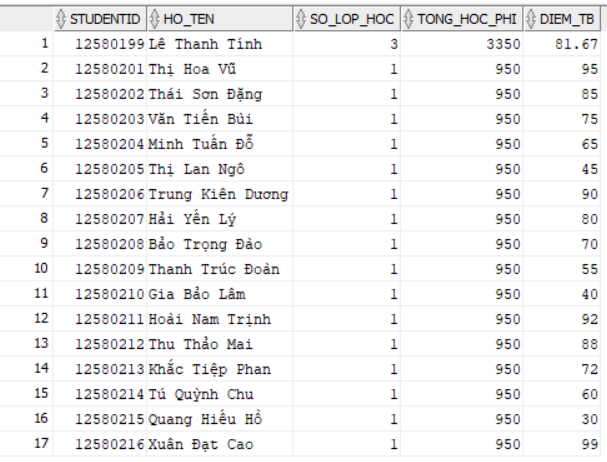 STUDENTID HO_TEN SO_LOP_HOC TONG_HOC_PHI DIEM_TB
1 12580199 Lê Thanh Tính 3 3350 81.67
2 12580201 Thị Hoa Vũ 1 950 95
3 12580202 Thái Sơn Đặng 1 950 85
4 12580203 Văn Tiến Bùi 1 950 75
5 12580204 Minh Tuấn Đỗ 1 950 65
6 12580205 Thị Lan Ngô 1 950 45
7 12580206 Trung Kiên Dương 1 950 90
8 12580207 Hải Yến Lý 1 950 80
9 12580208 Bảo Trọng Đào 1 950 70
10 12580209 Thanh Trúc Đoàn 1 950 55
11 12580210 Gia Bảo Lâm 1 950 40
12 12580211 Hoài Nam Trịnh 1 950 92
13 12580212 Thu Thảo Mai 1 950 88
14 12580213 Khắc Tiệp Phan 1 950 72
15 12580214 Tú Quỳnh Chu 1 950 60
16 12580215 Quang Hiếu Hồ 1 950 30
17 12580216 Xuân Đạt Cao 1 950 99